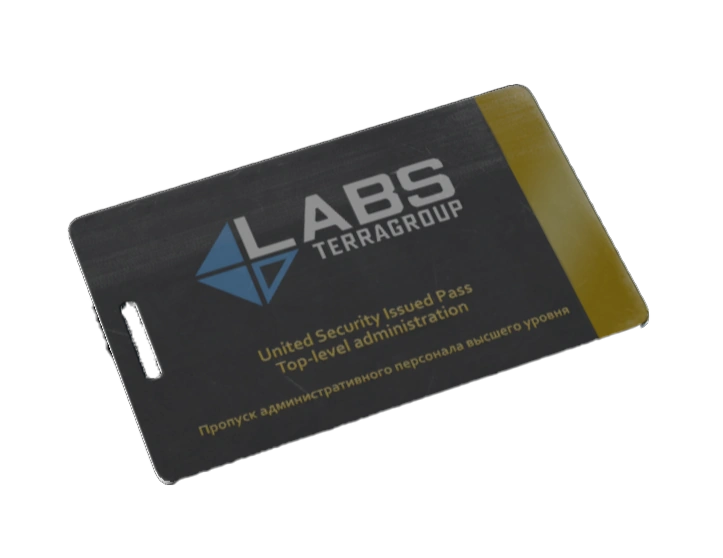 LABS
TERRAGROUP
United Security Issued Pass
Top-level administration
Пропуск административного персонала высшего уровня